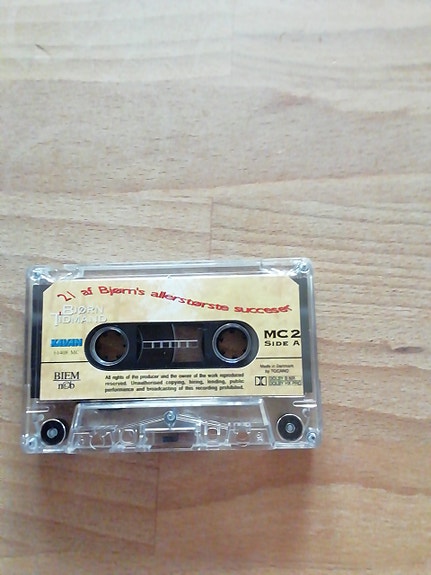 21 af Bjørn's allerstørste succeser
BJØRN
TIDMAND
MC 2
SIDE A
BIEM
n©b
All rights of the producer and the owner of the work reproduced
reserved. Unauthorised copying, hiring, lending, public
performance and broadcasting of this recording prohibited.
Made in Denmark
by TOCANO